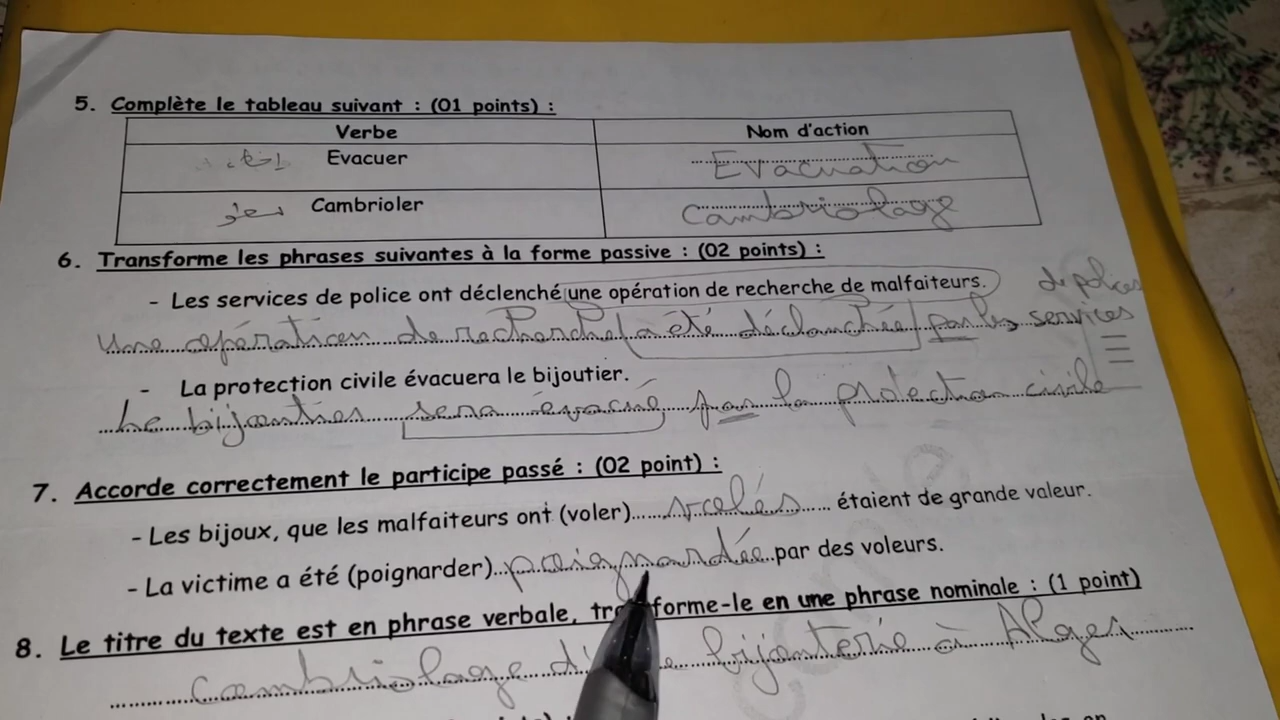 5. Complète le tableau suivant : (01 points) :
Verbe Nom d'action
Evacuer Evacuation
Cambrioler Cambriolage
6. Transforme les phrases suivantes à la forme passive : (02 points) :
- Les services de police ont déclenché une opération de recherche de malfaiteurs.
de polices
Une opération de recherche a été déclanchée par les services
- La protection civile évacuera le bijoutier.
Le bijoutier sera évacué par la protection civile
7. Accorde correctement le participe passé : (02 point) :
- Les bijoux, que les malfaiteurs ont (voler) volés étaient de grande valeur.
- La victime a été (poignarder) poignardée par des voleurs.
8. Le titre du texte est en phrase verbale, transforme-le en une phrase nominale : (1 point)
Cambriolage bijouterie à Alger